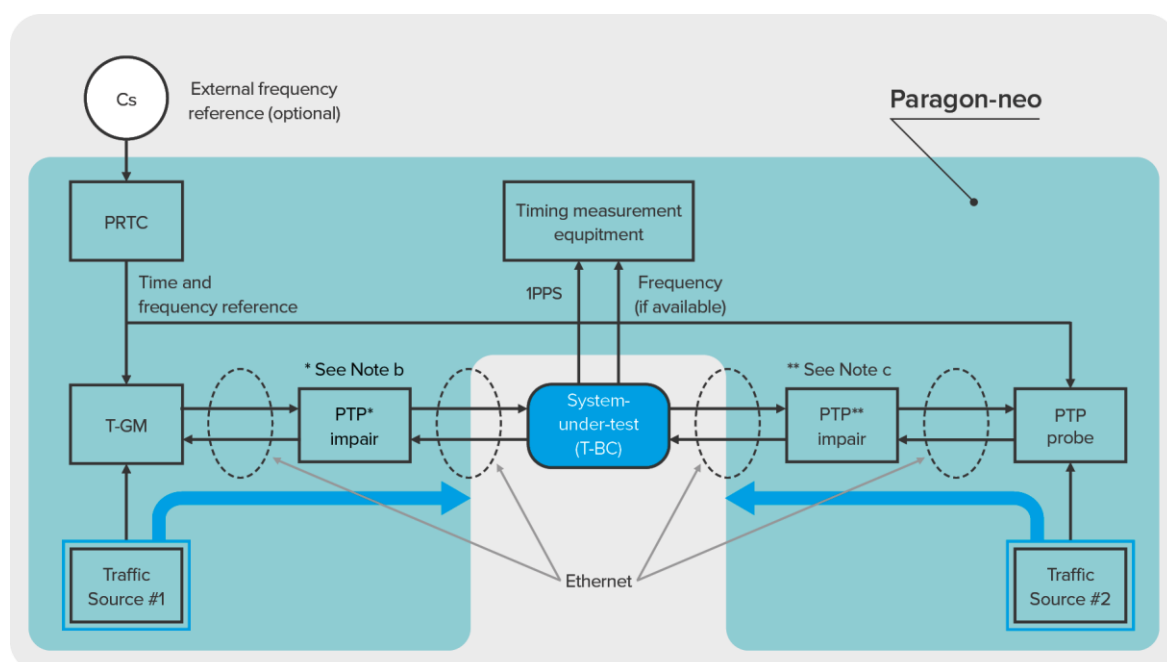 Cs
External frequency
reference (optional)
Paragon-neo
PRTC
Timing measurement
equpitment
Time and
frequency reference
1PPS
Frequency
(if available)
* See Note b
** See Note c
T-GM
PTP*
impair
System-
under-test
(T-BC)
PTP**
impair
PTP
probe
Ethernet
Traffic
Source #1
Traffic
Source #2